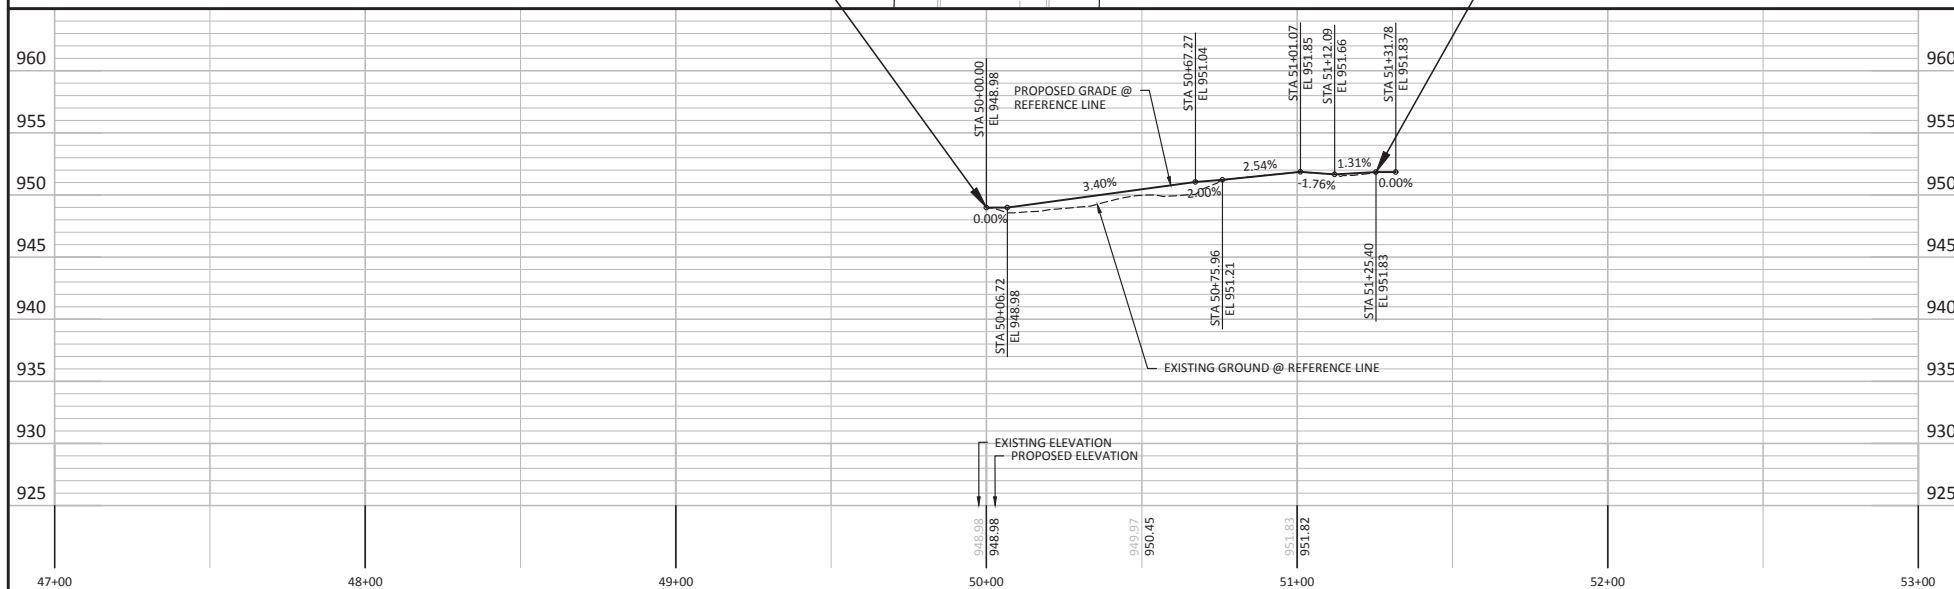 960
955
950
945
940
935
930
925
960
955
950
945
940
935
930
925
STA 50+00.00
EL 948.98
PROPOSED GRADE @
REFERENCE LINE
STA 50+67.27
EL 951.04
STA 51+01.07
EL 951.85
STA 51+12.09
EL 951.66
STA 51+31.78
EL 951.83
0.00%
3.40%
2.00%
2.54%
-1.76%
1.31%
0.00%
STA 50+06.72
EL 948.98
STA 50+75.96
EL 951.21
STA 51+25.40
EL 951.83
EXISTING GROUND @ REFERENCE LINE
EXISTING ELEVATION
PROPOSED ELEVATION
948.98
948.98
949.97
950.45
951.83
951.82
47+00
48+00
49+00
50+00
51+00
52+00
53+00